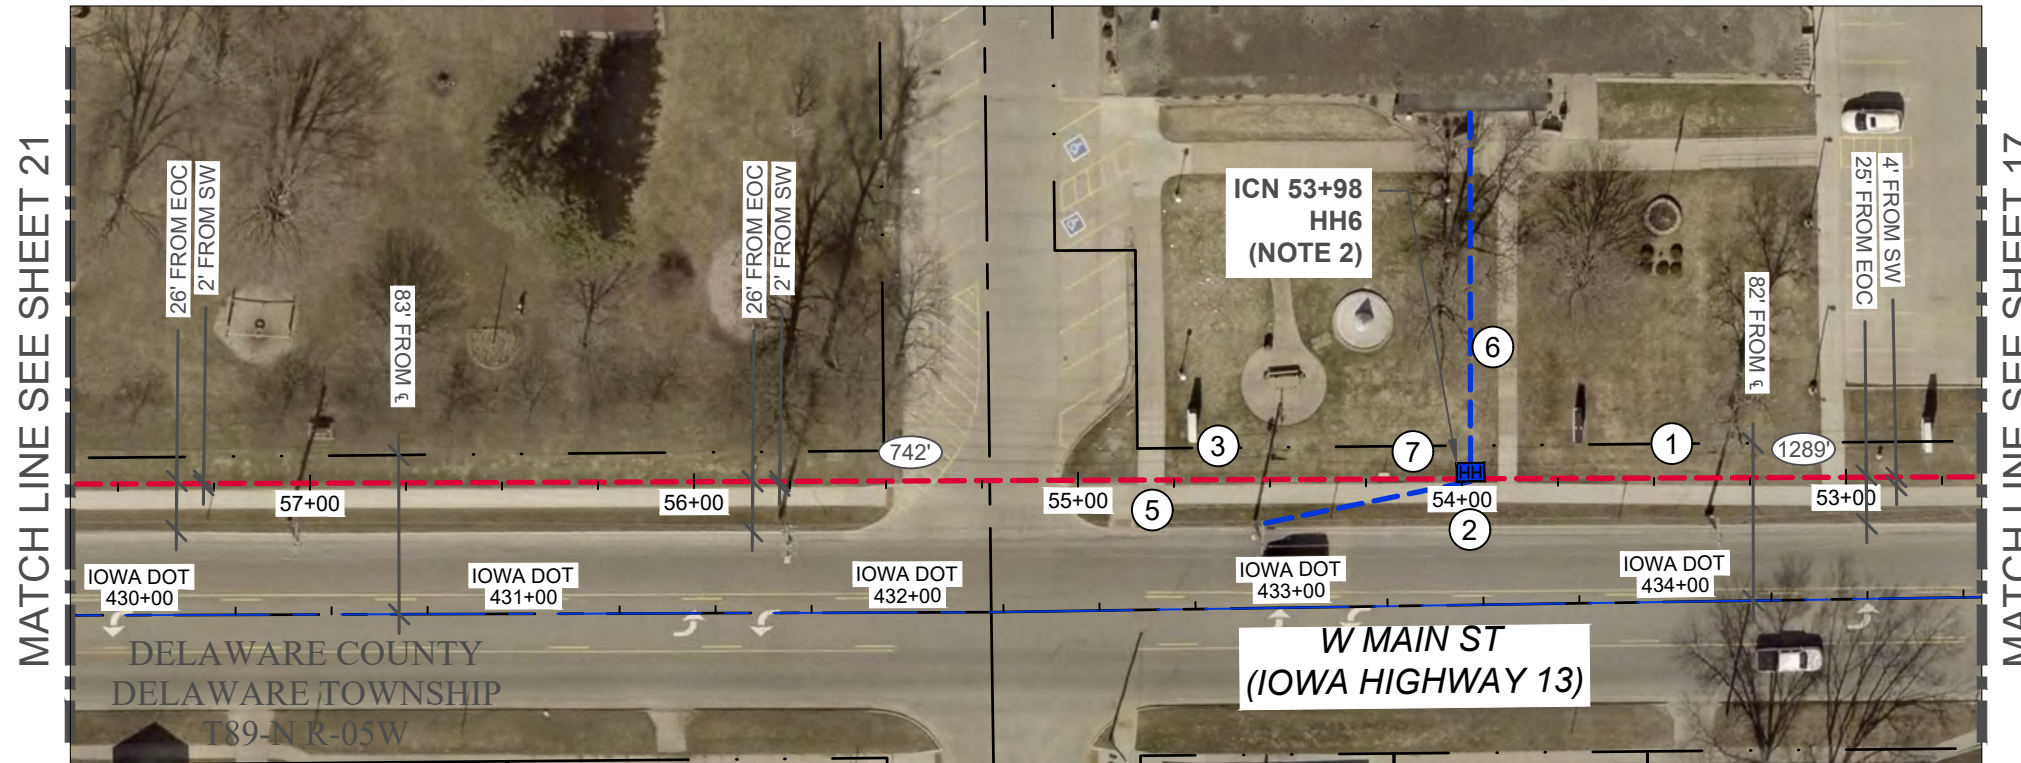 MATCH LINE SEE SHEET 21
26' FROM EOC
2' FROM SW
83' FROM ℄
26' FROM EOC
2' FROM SW
ICN 53+98
HH6
(NOTE 2)
82' FROM ℄
25' FROM EOC
4' FROM SW
MATCH LINE SEE SHEET 17
6
742'
3
7
1
1289'
HH
57+00
56+00
55+00
5
54+00
2
53+00
IOWA DOT
430+00
IOWA DOT
431+00
IOWA DOT
432+00
IOWA DOT
433+00
IOWA DOT
434+00
DELAWARE COUNTY
DELAWARE TOWNSHIP
T89-N R-05W
W MAIN ST
(IOWA HIGHWAY 13)